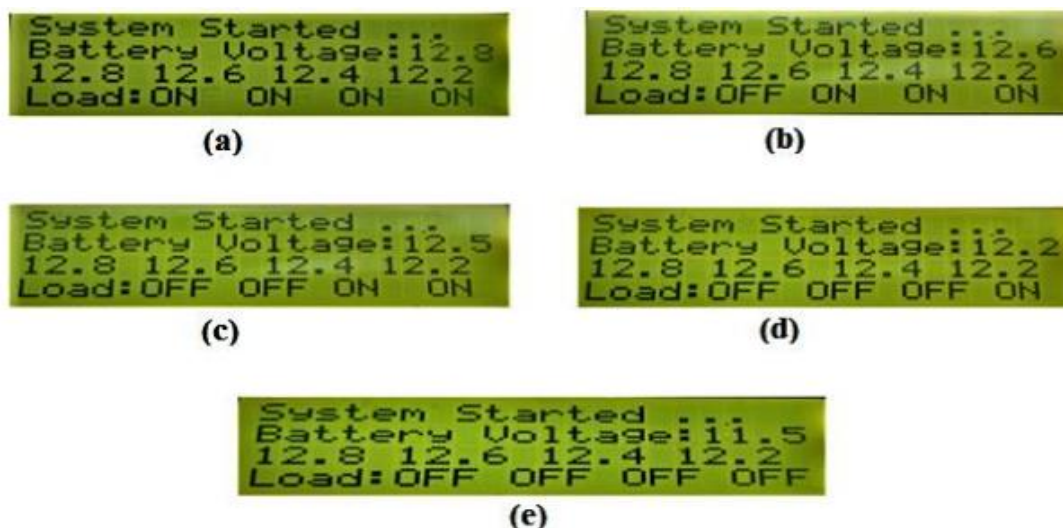 System Started ...
Battery Voltage:12.8
12.8 12.6 12.4 12.2
Load:ON ON ON ON
(a)
System Started ...
Battery Voltage:12.6
12.8 12.6 12.4 12.2
Load:OFF ON ON ON
(b)
System Started ...
Battery Voltage:12.5
12.8 12.6 12.4 12.2
Load:OFF OFF ON ON
(c)
System Started ...
Battery Voltage:12.2
12.8 12.6 12.4 12.2
Load:OFF OFF OFF ON
(d)
System Started ...
Battery Voltage:11.5
12.8 12.6 12.4 12.2
Load:OFF OFF OFF OFF
(e)